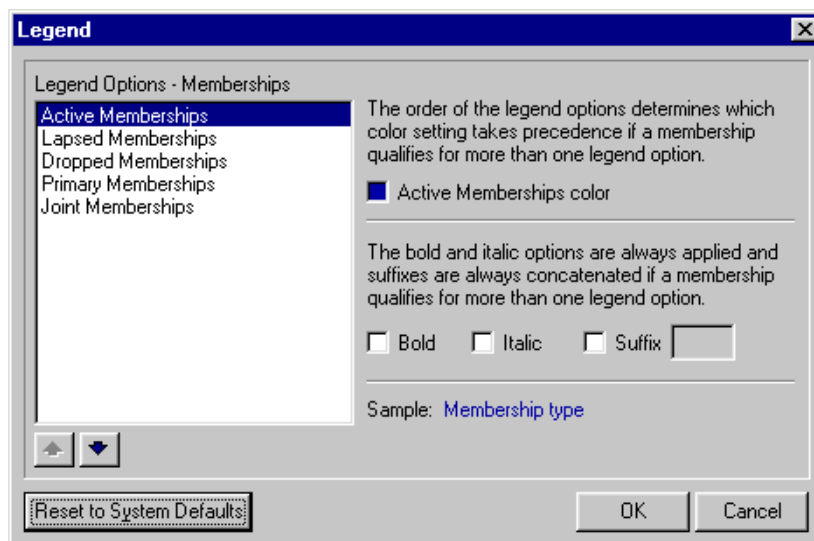 Legend
Legend Options - Memberships
Active Memberships
Lapsed Memberships
Dropped Memberships
Primary Memberships
Joint Memberships
The order of the legend options determines which
color setting takes precedence if a membership
qualifies for more than one legend option.
Active Memberships color
The bold and italic options are always applied and
suffixes are always concatenated if a membership
qualifies for more than one legend option.
Bold Italic Suffix
Sample: Membership type
Reset to System Defaults OK Cancel